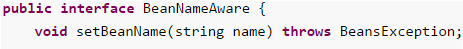 public interface BeanNameAware {
void setBeanName(string name) throws BeansException;